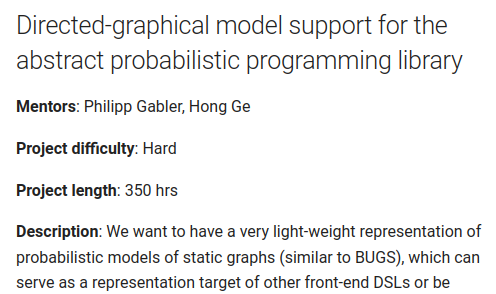 Directed-graphical model support for the
abstract probabilistic programming library
Mentors: Philipp Gabler, Hong Ge
Project difficulty: Hard
Project length: 350 hrs
Description: We want to have a very light-weight representation of
probabilistic models of static graphs (similar to BUGS), which can
serve as a representation target of other front-end DSLs or be